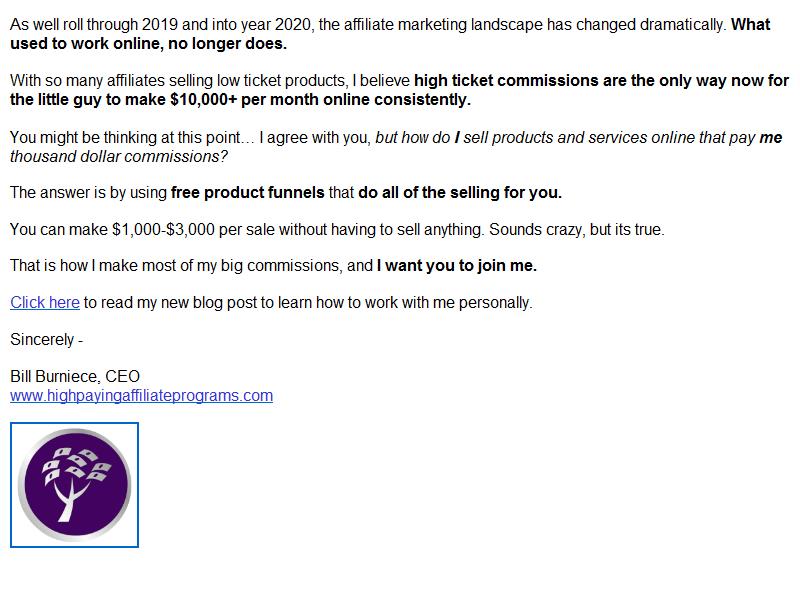 As well roll through 2019 and into year 2020, the affiliate marketing landscape has changed dramatically. What
used to work online, no longer does.
With so many affiliates selling low ticket products, I believe high ticket commissions are the only way now for
the little guy to make $10,000+ per month online consistently.
You might be thinking at this point… I agree with you, but how do I sell products and services online that pay me
thousand dollar commissions?
The answer is by using free product funnels that do all of the selling for you.
You can make $1,000-$3,000 per sale without having to sell anything. Sounds crazy, but its true.
That is how I make most of my big commissions, and I want you to join me.
Click here to read my new blog post to learn how to work with me personally.
Sincerely -
Bill Burniece, CEO
www.highpayingaffiliateprograms.com